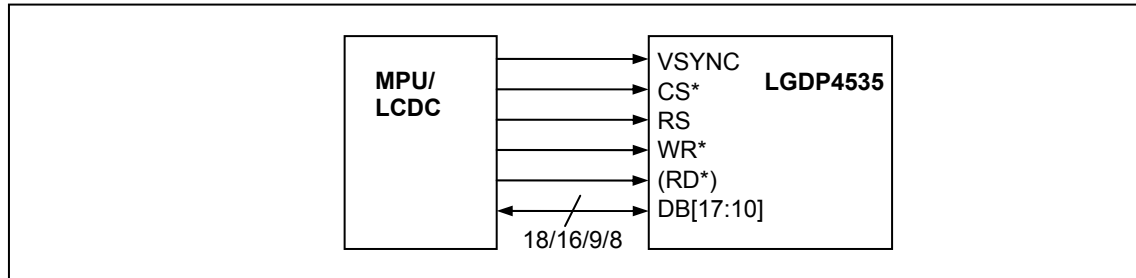 MPU/
LCDC
LGDP4535
VSYNC
CS*
RS
WR*
(RD*)
DB[17:10]
18/16/9/8